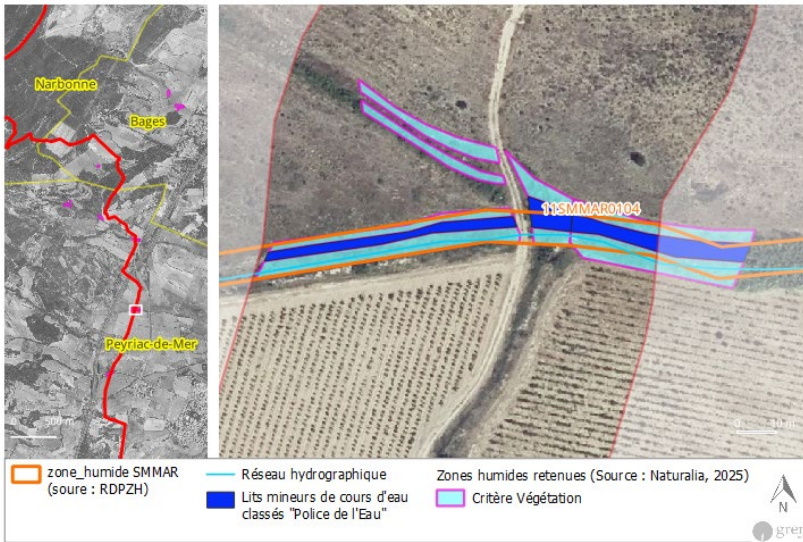 Narbonne
Bages
Peyriac-de-Mer
500 m
11SMMAR0104
10 m
zone_humide SMMAR
(soure : RDPZH)
Réseau hydrographique
Lits mineurs de cours d'eau
classés "Police de l'Eau"
Zones humides retenues (Source : Naturalia, 2025)
Critère Végétation
N